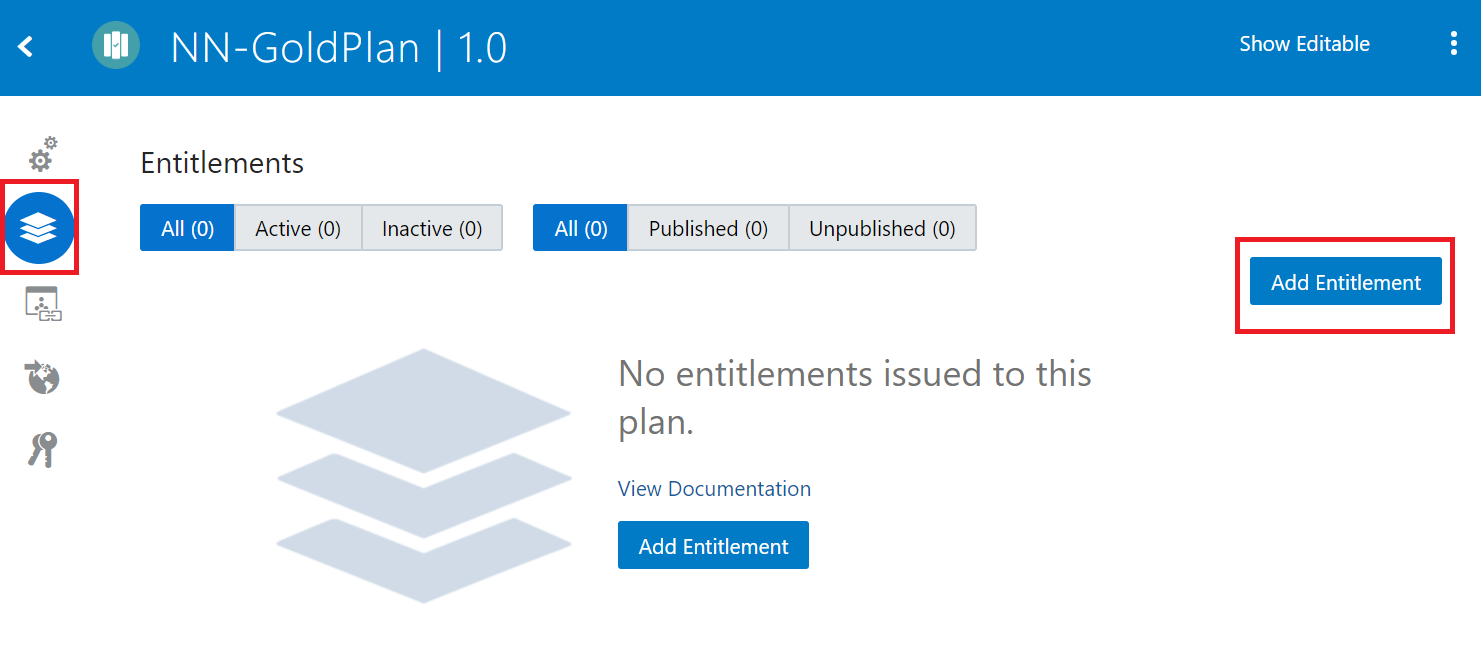 NN-GoldPlan | 1.0
Show Editable
Entitlements
All (0) Active (0) Inactive (0) All (0) Published (0) Unpublished (0)
Add Entitlement
No entitlements issued to this
plan.
View Documentation
Add Entitlement